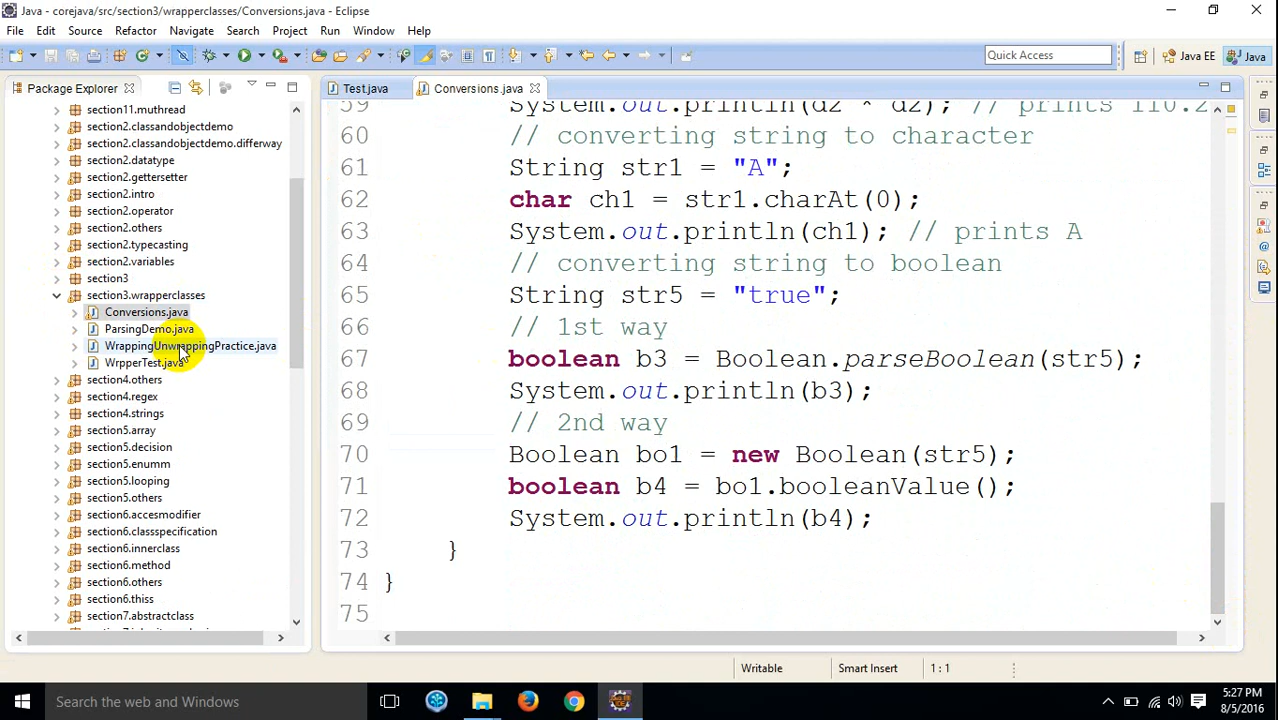 Java - corejava/src/section3/wrapperclasses/Conversions.java - Eclipse
File Edit Source Refactor Navigate Search Project Run Window Help
Quick Access
Java EE
Java
Package Explorer
Test.java
Conversions.java
section11.muthread
section2.classandobjectdemo
section2.classandobjectdemo.differway
section2.datatype
section2.gettersetter
section2.intro
section2.operator
section2.others
section2.typecasting
section2.variables
section3
section3.wrapperclasses
Conversions.java
ParsingDemo.java
WrappingUnwrappingPractice.java
WrpperTest.java
section4.others
section4.regex
section4.strings
section5.array
section5.decision
section5.enumm
section5.looping
section5.others
section6.accesmodifier
section6.classspecification
section6.innerclass
section6.method
section6.others
section6.thiss
section7.abstractclass
59 System.out.println(d2 * d2); // prints 110.2
60 // converting string to character
61 String str1 = "A";
62 char ch1 = str1.charAt(0);
63 System.out.println(ch1); // prints A
64 // converting string to boolean
65 String str5 = "true";
66 // 1st way
67 boolean b3 = Boolean.parseBoolean(str5);
68 System.out.println(b3);
69 // 2nd way
70 Boolean bo1 = new Boolean(str5);
71 boolean b4 = bo1.booleanValue();
72 System.out.println(b4);
73 }
74 }
75
Writable
Smart Insert
1 : 1
Search the web and Windows
5:27 PM
8/5/2016